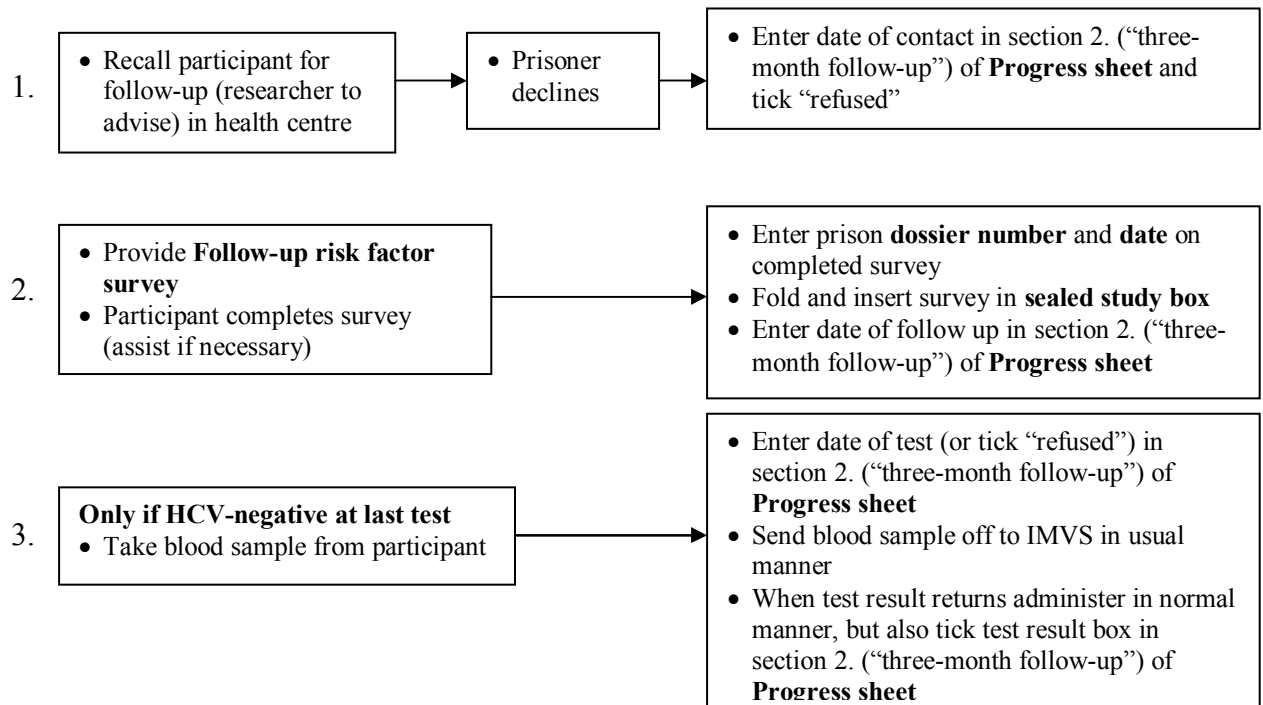 1.
• Recall participant for
follow-up (researcher to
advise) in health centre
• Prisoner
declines
• Enter date of contact in section 2. (“three-
month follow-up”) of Progress sheet and
tick “refused”
2.
• Provide Follow-up risk factor
survey
• Participant completes survey
(assist if necessary)
• Enter prison dossier number and date on
completed survey
• Fold and insert survey in sealed study box
• Enter date of follow up in section 2. (“three-
month follow-up”) of Progress sheet
3.
Only if HCV-negative at last test
• Take blood sample from participant
• Enter date of test (or tick “refused”) in
section 2. (“three-month follow-up”) of
Progress sheet
• Send blood sample off to IMVS in usual
manner
• When test result returns administer in normal
manner, but also tick test result box in
section 2. (“three-month follow-up”) of
Progress sheet